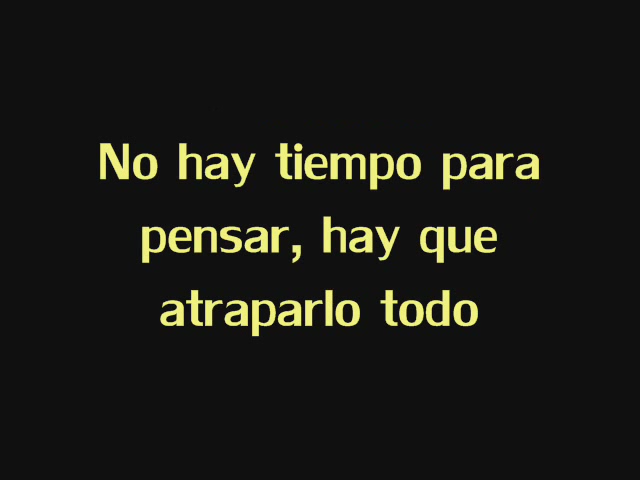 No hay tiempo para
pensar, hay que
atraparlo todo